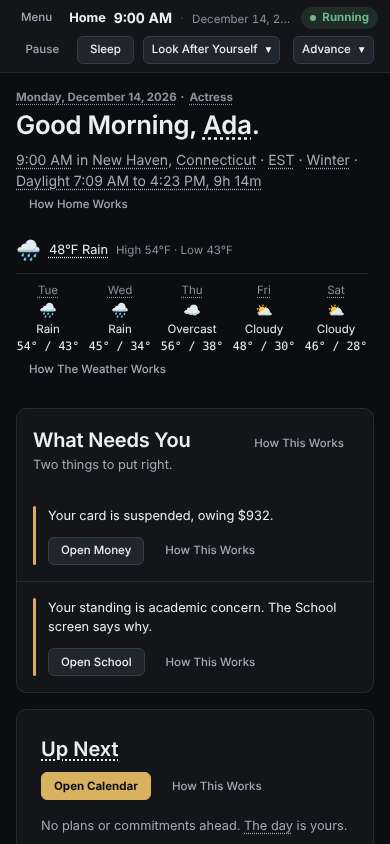 Menu Home 9:00 AM · December 14, 2... Running
Pause Sleep Look After Yourself ▾ Advance ▾
Monday, December 14, 2026 · Actress
Good Morning, Ada.
9:00 AM in New Haven, Connecticut · EST · Winter ·
Daylight 7:09 AM to 4:23 PM, 9h 14m
How Home Works
48°F Rain High 54°F · Low 43°F
Tue Wed Thu Fri Sat
Rain Rain Overcast Cloudy Cloudy
54° / 43° 45° / 34° 56° / 38° 48° / 30° 46° / 28°
How The Weather Works
What Needs You How This Works
Two things to put right.
Your card is suspended, owing $932.
Open Money How This Works
Your standing is academic concern. The School
screen says why.
Open School How This Works
Up Next
Open Calendar How This Works
No plans or commitments ahead. The day is yours.